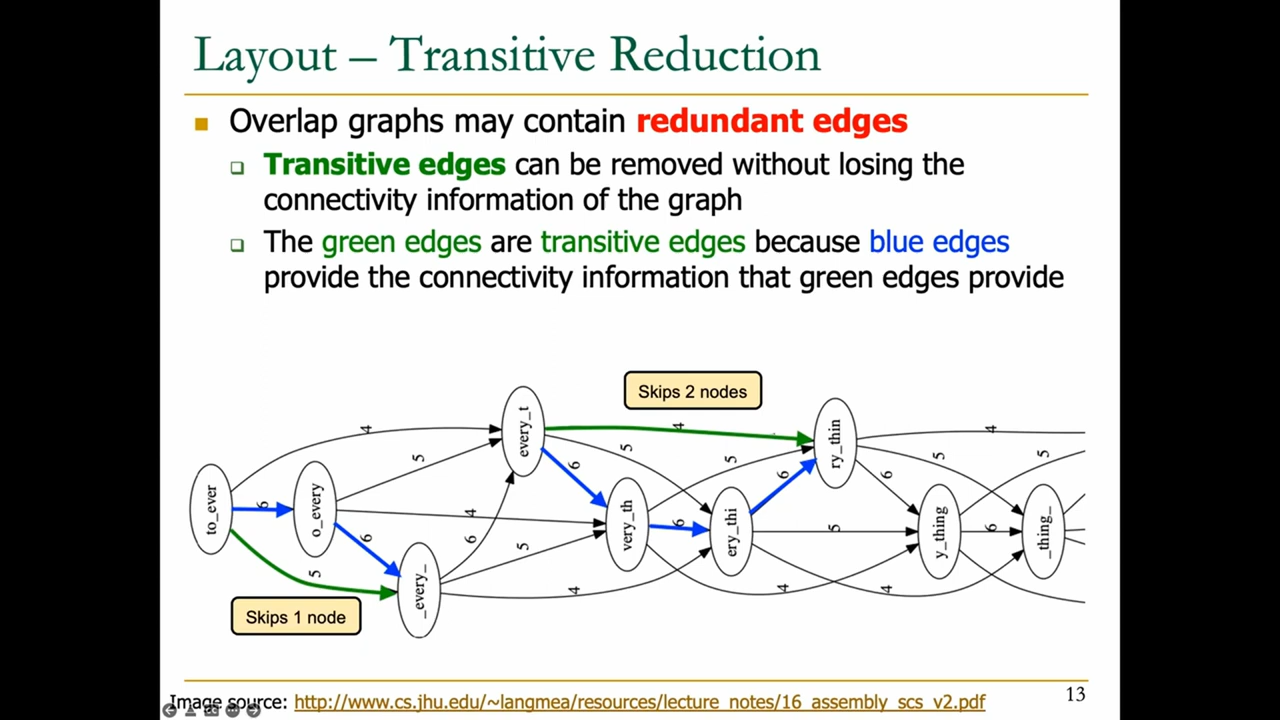 Layout – Transitive Reduction
Overlap graphs may contain redundant edges
Transitive edges can be removed without losing the
connectivity information of the graph
The green edges are transitive edges because blue edges
provide the connectivity information that green edges provide
Skips 2 nodes
4
4
4
every_t
ry_thin
5
5
5
5
5
6
6
6
to_ever
6
o_every
4
very_th
6
ery_thi
5
y_thing
6
_thing_
6
6
5
5
_every_
4
4
4
Skips 1 node
Image source: http://www.cs.jhu.edu/~langmea/resources/lecture_notes/16_assembly_scs_v2.pdf
13